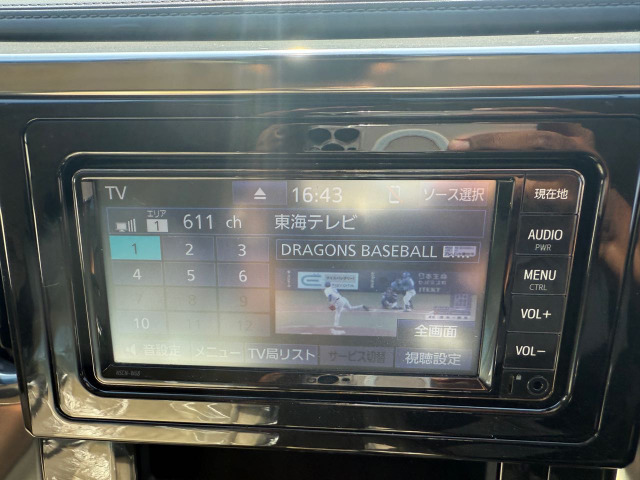 TV 16:43 ソース選択
エリア 1 611 ch 東海テレビ
1 2 3 DRAGONS BASEBALL
4 5 6
8 9
10 12
全画面
音設定 メニュー TV局リスト サービス切替 視聴設定
現在地
AUDIO
PWR
MENU
CTRL
VOL+
VOL−